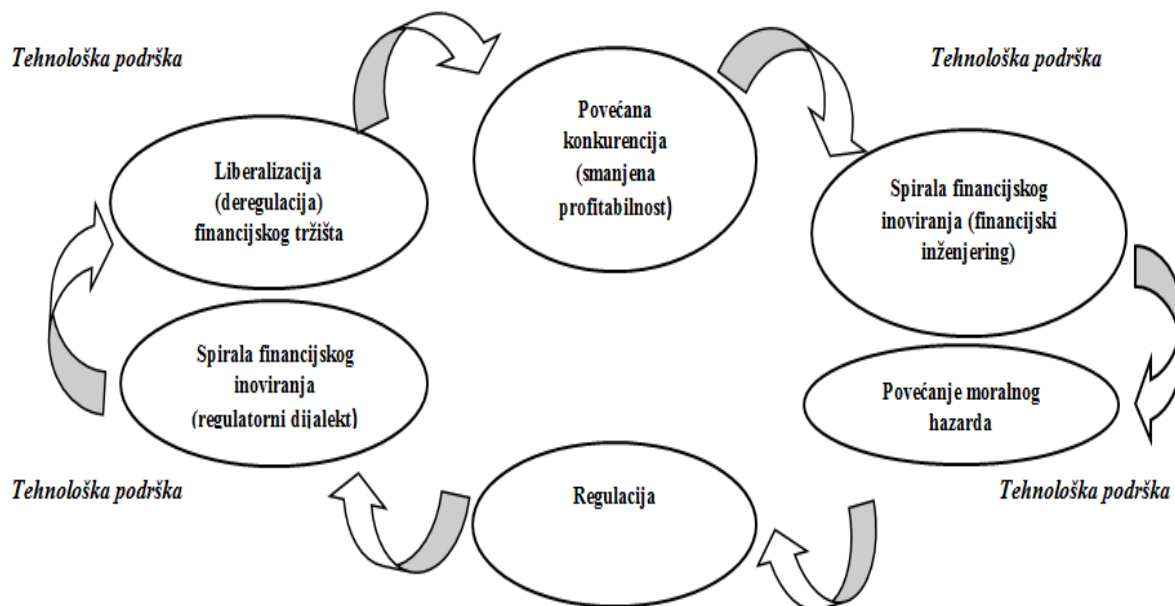 Tehnološka podrška
Tehnološka podrška
Povećana
konkurencija
(smanjena
profitabilnost)
Liberalizacija
(deregulacija)
financijskog tržišta
Spirala financijskog
inoviranja (financijski
inženjering)
Spirala financijskog
inoviranja
(regulatorni dijalekt)
Povećanje moralnog
hazarda
Regulacija
Tehnološka podrška
Tehnološka podrška